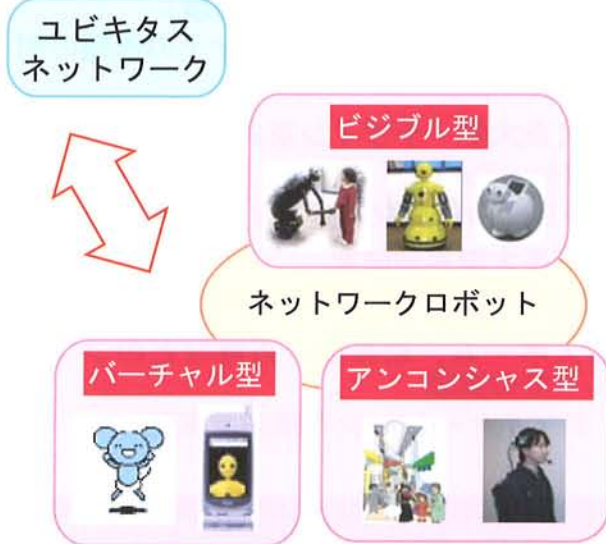 ユビキタス
ネットワーク
ビジブル型
ネットワークロボット
バーチャル型
アンコンシャス型